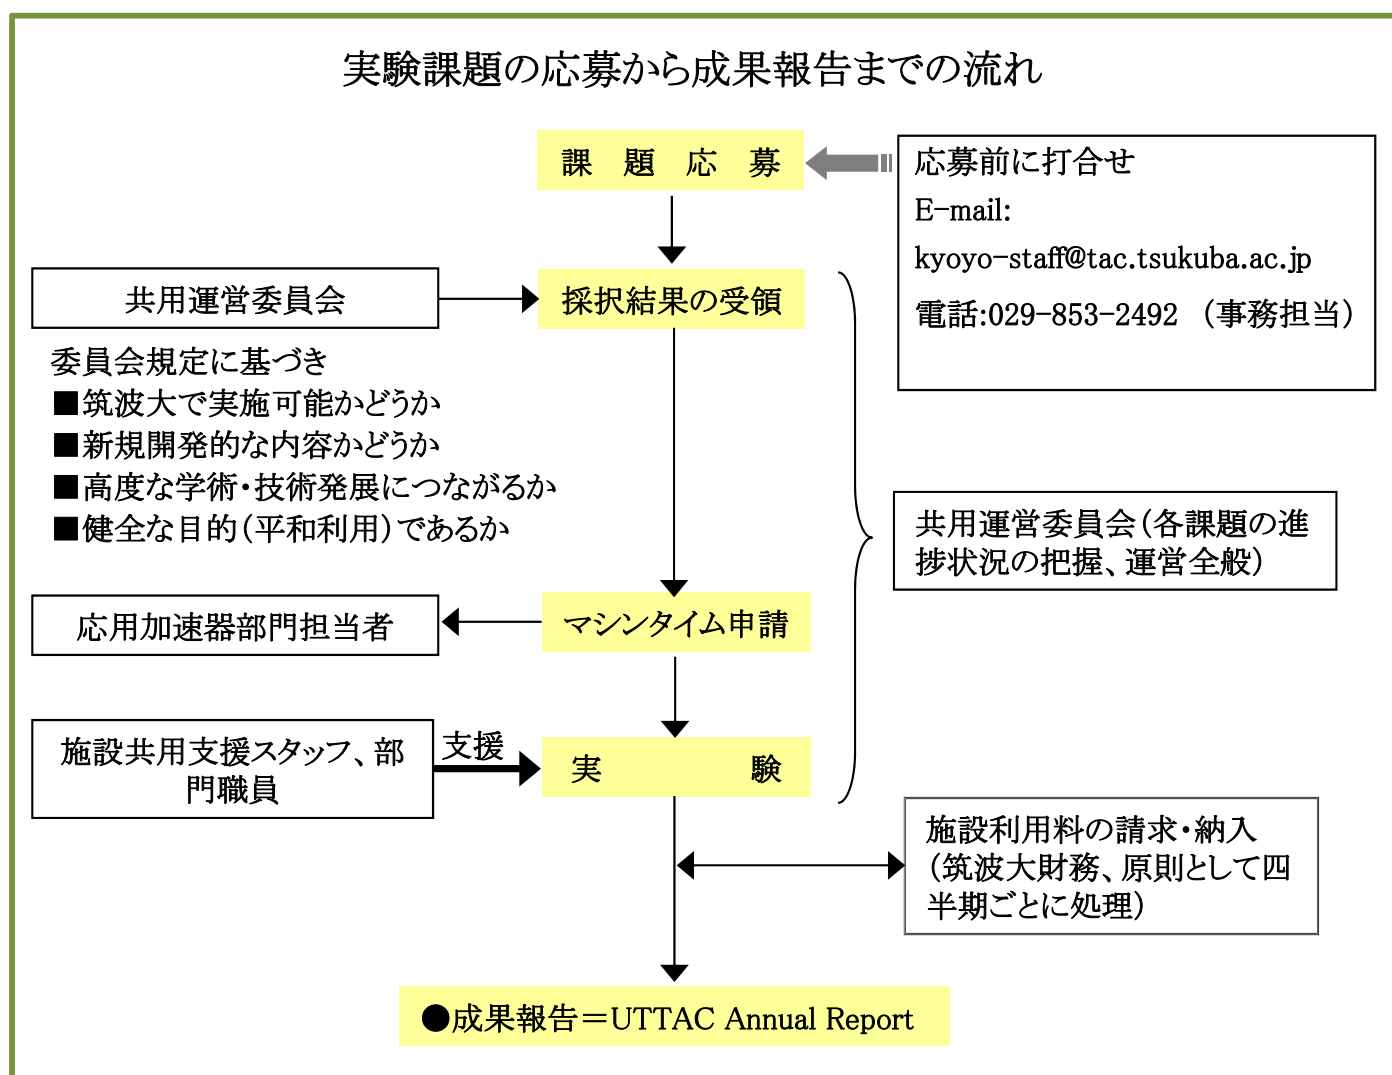 実験課題の応募から成果報告までの流れ
課　題　応　募
応募前に打合せ
E-mail:
kyoyo-staff@tac.tsukuba.ac.jp
電話:029-853-2492 （事務担当）
共用運営委員会
採択結果の受領
委員会規定に基づき
■筑波大で実施可能かどうか
■新規開発的な内容かどうか
■高度な学術・技術発展につながるか
■健全な目的（平和利用）であるか
共用運営委員会（各課題の進
捗状況の把握、運営全般）
応用加速器部門担当者
マシンタイム申請
施設共用支援スタッフ、部
門職員
支援
実　　　　　験
施設利用料の請求・納入
（筑波大財務、原則として四
半期ごとに処理）
●成果報告＝UTTAC Annual Report